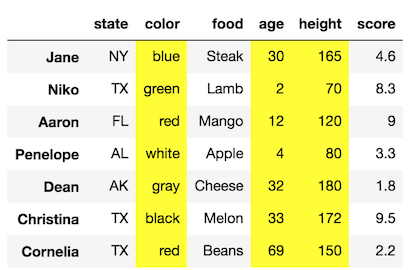 state color food age height score
Jane NY blue Steak 30 165 4.6
Niko TX green Lamb 2 70 8.3
Aaron FL red Mango 12 120 9
Penelope AL white Apple 4 80 3.3
Dean AK gray Cheese 32 180 1.8
Christina TX black Melon 33 172 9.5
Cornelia TX red Beans 69 150 2.2